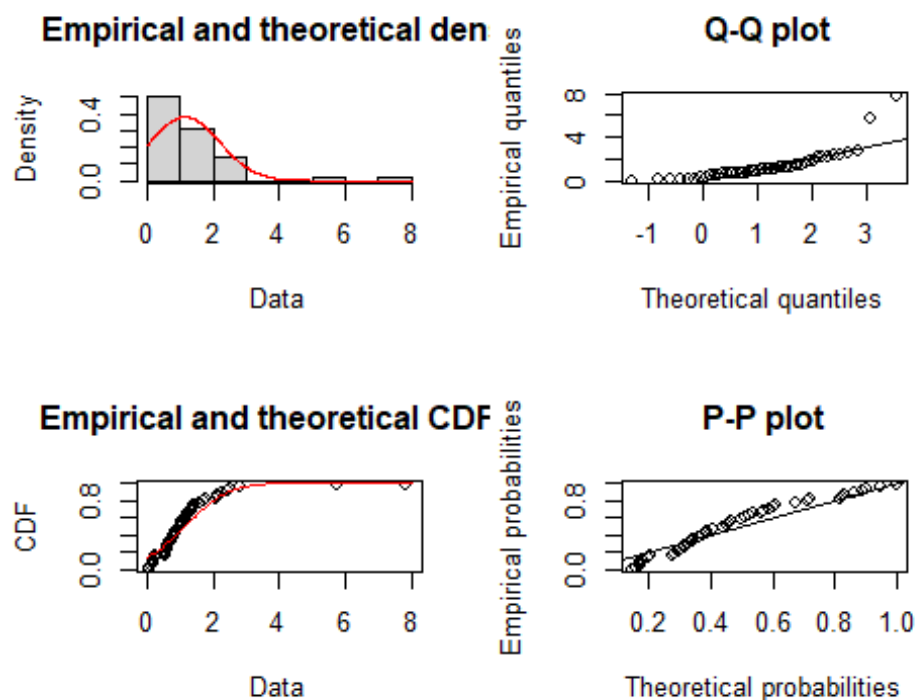 Empirical and theoretical den
Density
0.0 0.4
0 2 4 6 8
Data
Q-Q plot
Empirical quantiles
0 4 8
-1 0 1 2 3
Theoretical quantiles
Empirical and theoretical CDF
CDF
0.0 0.8
0 2 4 6 8
Data
P-P plot
Empirical probabilities
0.0 0.8
0.2 0.4 0.6 0.8 1.0
Theoretical probabilities